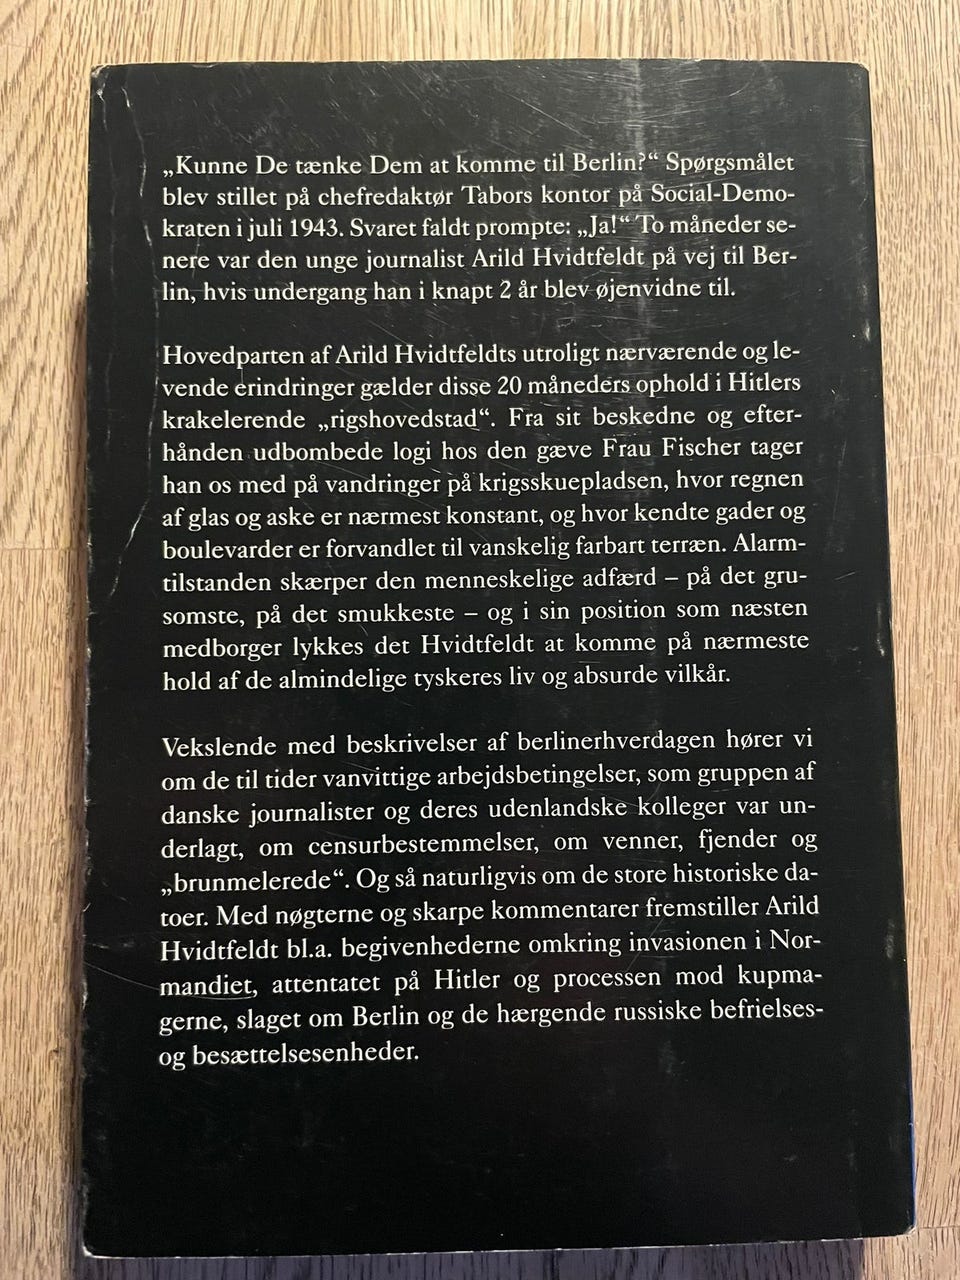 „Kunne De tænke Dem at komme til Berlin?“ Spørgsmålet
blev stillet på chefredaktør Tabors kontor på Social-Demo-
kraten i juli 1943. Svaret faldt prompte: „Ja!“ To måneder se-
nere var den unge journalist Arild Hvidtfeldt på vej til Ber-
lin, hvis undergang han i knapt 2 år blev øjenvidne til.
Hovedparten af Arild Hvidtfeldts utroligt nærværende og le-
vende erindringer gælder disse 20 måneders ophold i Hitlers
krakelerende „rigshovedstad“. Fra sit beskedne og efter-
hånden udbombede logi hos den gæve Frau Fischer tager
han os med på vandringer på krigsskuepladsen, hvor regnen
af glas og aske er nærmest konstant, og hvor kendte gader og
boulevarder er forvandlet til vanskelig farbart terræn. Alarm-
tilstanden skærper den menneskelige adfærd – på det gru-
somste, på det smukkeste – og i sin position som næsten
medborger lykkes det Hvidtfeldt at komme på nærmeste
hold af de almindelige tyskeres liv og absurde vilkår.
Vekslende med beskrivelser af berlinerhverdagen hører vi
om de til tider vanvittige arbejdsbetingelser, som gruppen af
danske journalister og deres udenlandske kolleger var un-
derlagt, om censurbestemmelser, om venner, fjender og
„brunmelerede“. Og så naturligvis om de store historiske da-
toer. Med nøgterne og skarpe kommentarer fremstiller Arild
Hvidtfeldt bl.a. begivenhederne omkring invasionen i Nor-
mandiet, attentatet på Hitler og processen mod kupma-
gerne, slaget om Berlin og de hærgende russiske befrielses-
og besættelsesenheder.